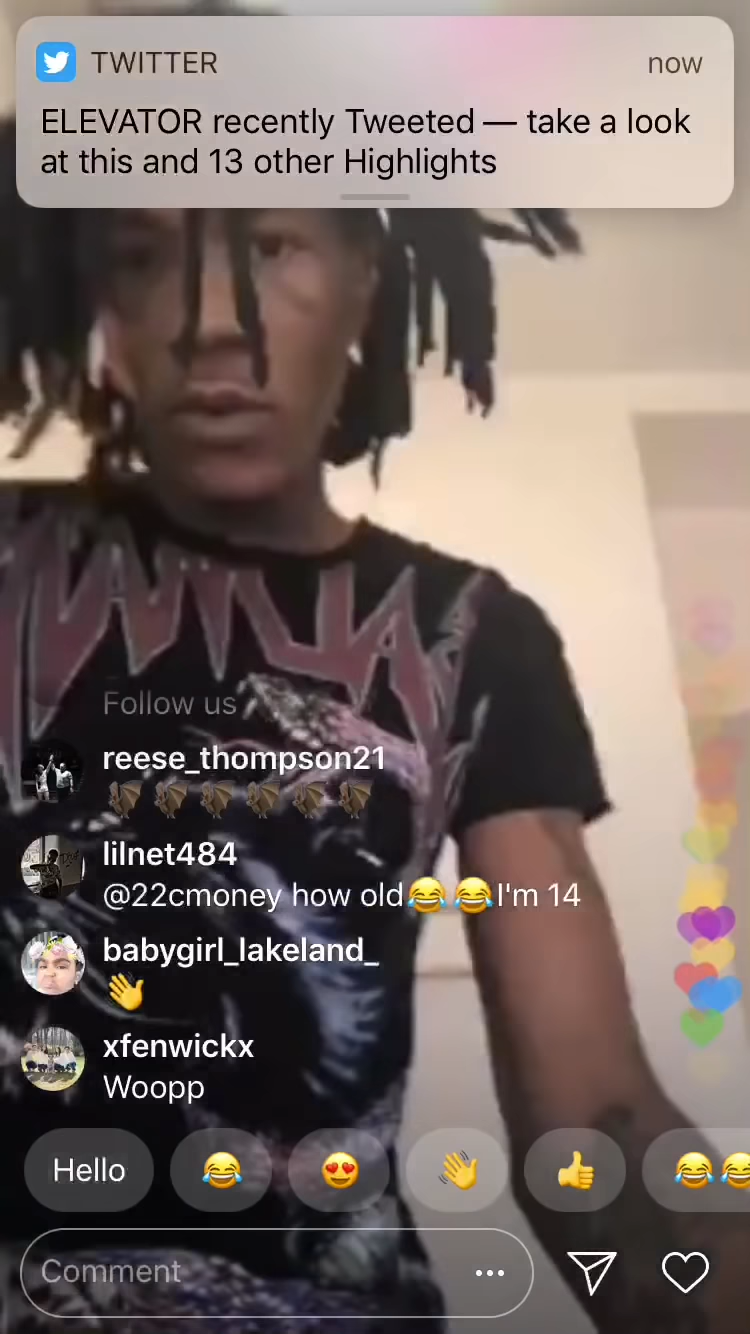 TWITTER
now
ELEVATOR recently Tweeted — take a look
at this and 13 other Highlights
Follow us
reese_thompson21
🦇🦇🦇🦇🦇🦇
lilnet484
@22cmoney how old😂😂I'm 14
babygirl_lakeland_
👋
xfenwickx
Woopp
Hello 😂 😍 👋 👍 😂😂
Comment